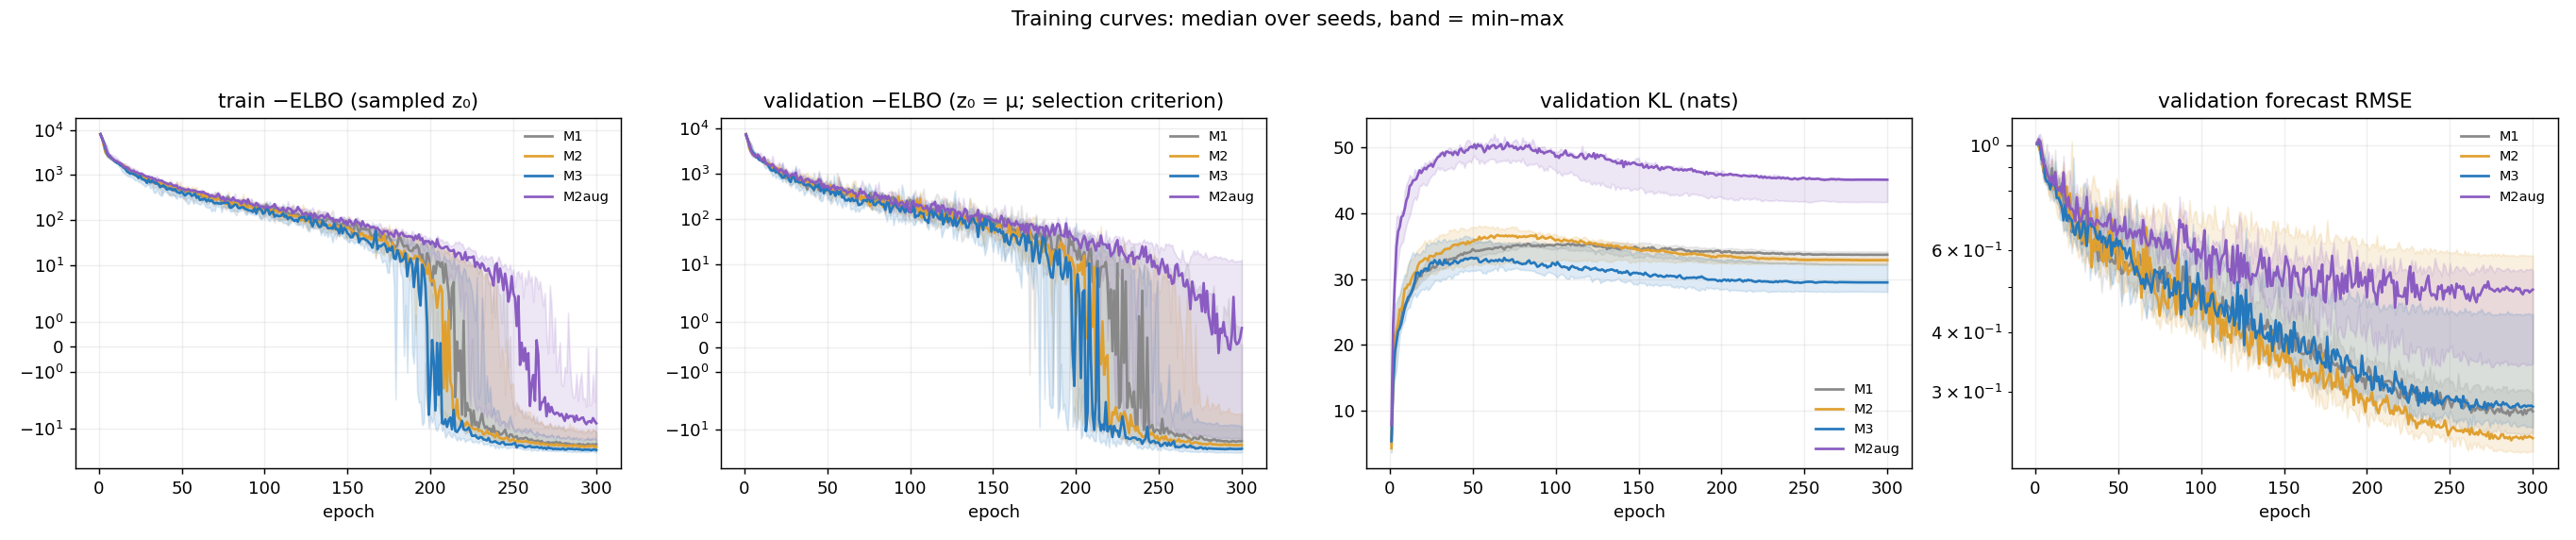 Training curves: median over seeds, band = min–max
train −ELBO (sampled z₀)
10⁴
10³
10²
10¹
10⁰
0
−10⁰
−10¹
0 50 100 150 200 250 300
epoch
M1
M2
M3
M2aug
validation −ELBO (z₀ = μ; selection criterion)
10⁴
10³
10²
10¹
10⁰
0
−10⁰
−10¹
0 50 100 150 200 250 300
epoch
M1
M2
M3
M2aug
validation KL (nats)
50
40
30
20
10
0 50 100 150 200 250 300
epoch
M1
M2
M3
M2aug
validation forecast RMSE
10⁰
6 × 10⁻¹
4 × 10⁻¹
3 × 10⁻¹
0 50 100 150 200 250 300
epoch
M1
M2
M3
M2aug